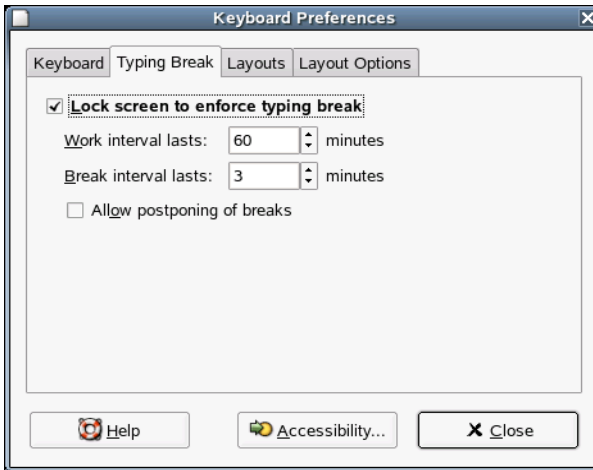 Keyboard Preferences
Keyboard Typing Break Layouts Layout Options
Lock screen to enforce typing break
Work interval lasts: 60 minutes
Break interval lasts: 3 minutes
Allow postponing of breaks
Help Accessibility... Close